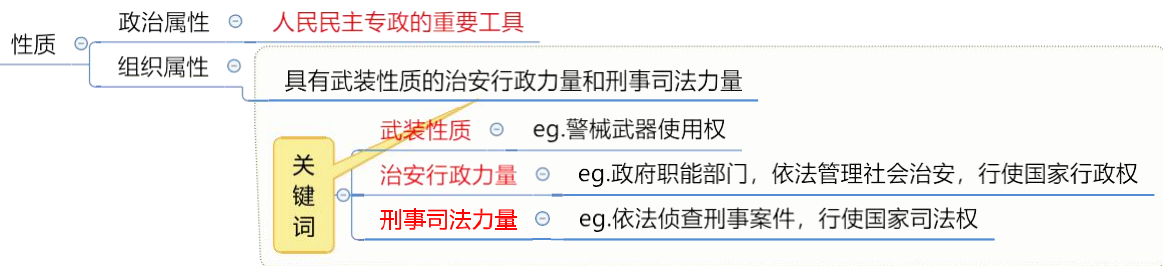 性质
政治属性
人民民主专政的重要工具
组织属性
具有武装性质的治安行政力量和刑事司法力量
关键词
武装性质
eg.警械武器使用权
治安行政力量
eg.政府职能部门，依法管理社会治安，行使国家行政权
刑事司法力量
eg.依法侦查刑事案件，行使国家司法权